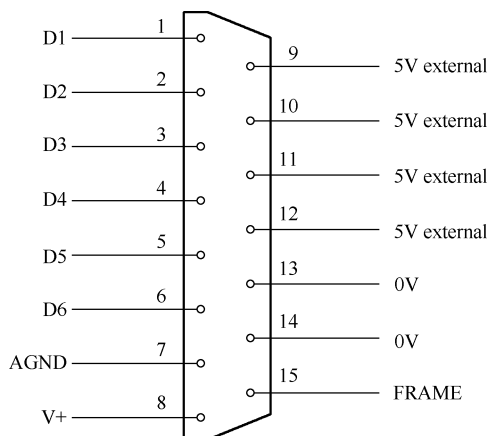 D1 1
9 5V external
D2 2
10 5V external
D3 3
11 5V external
D4 4
12 5V external
D5 5
13 0V
D6 6
14 0V
AGND 7
15 FRAME
V+ 8